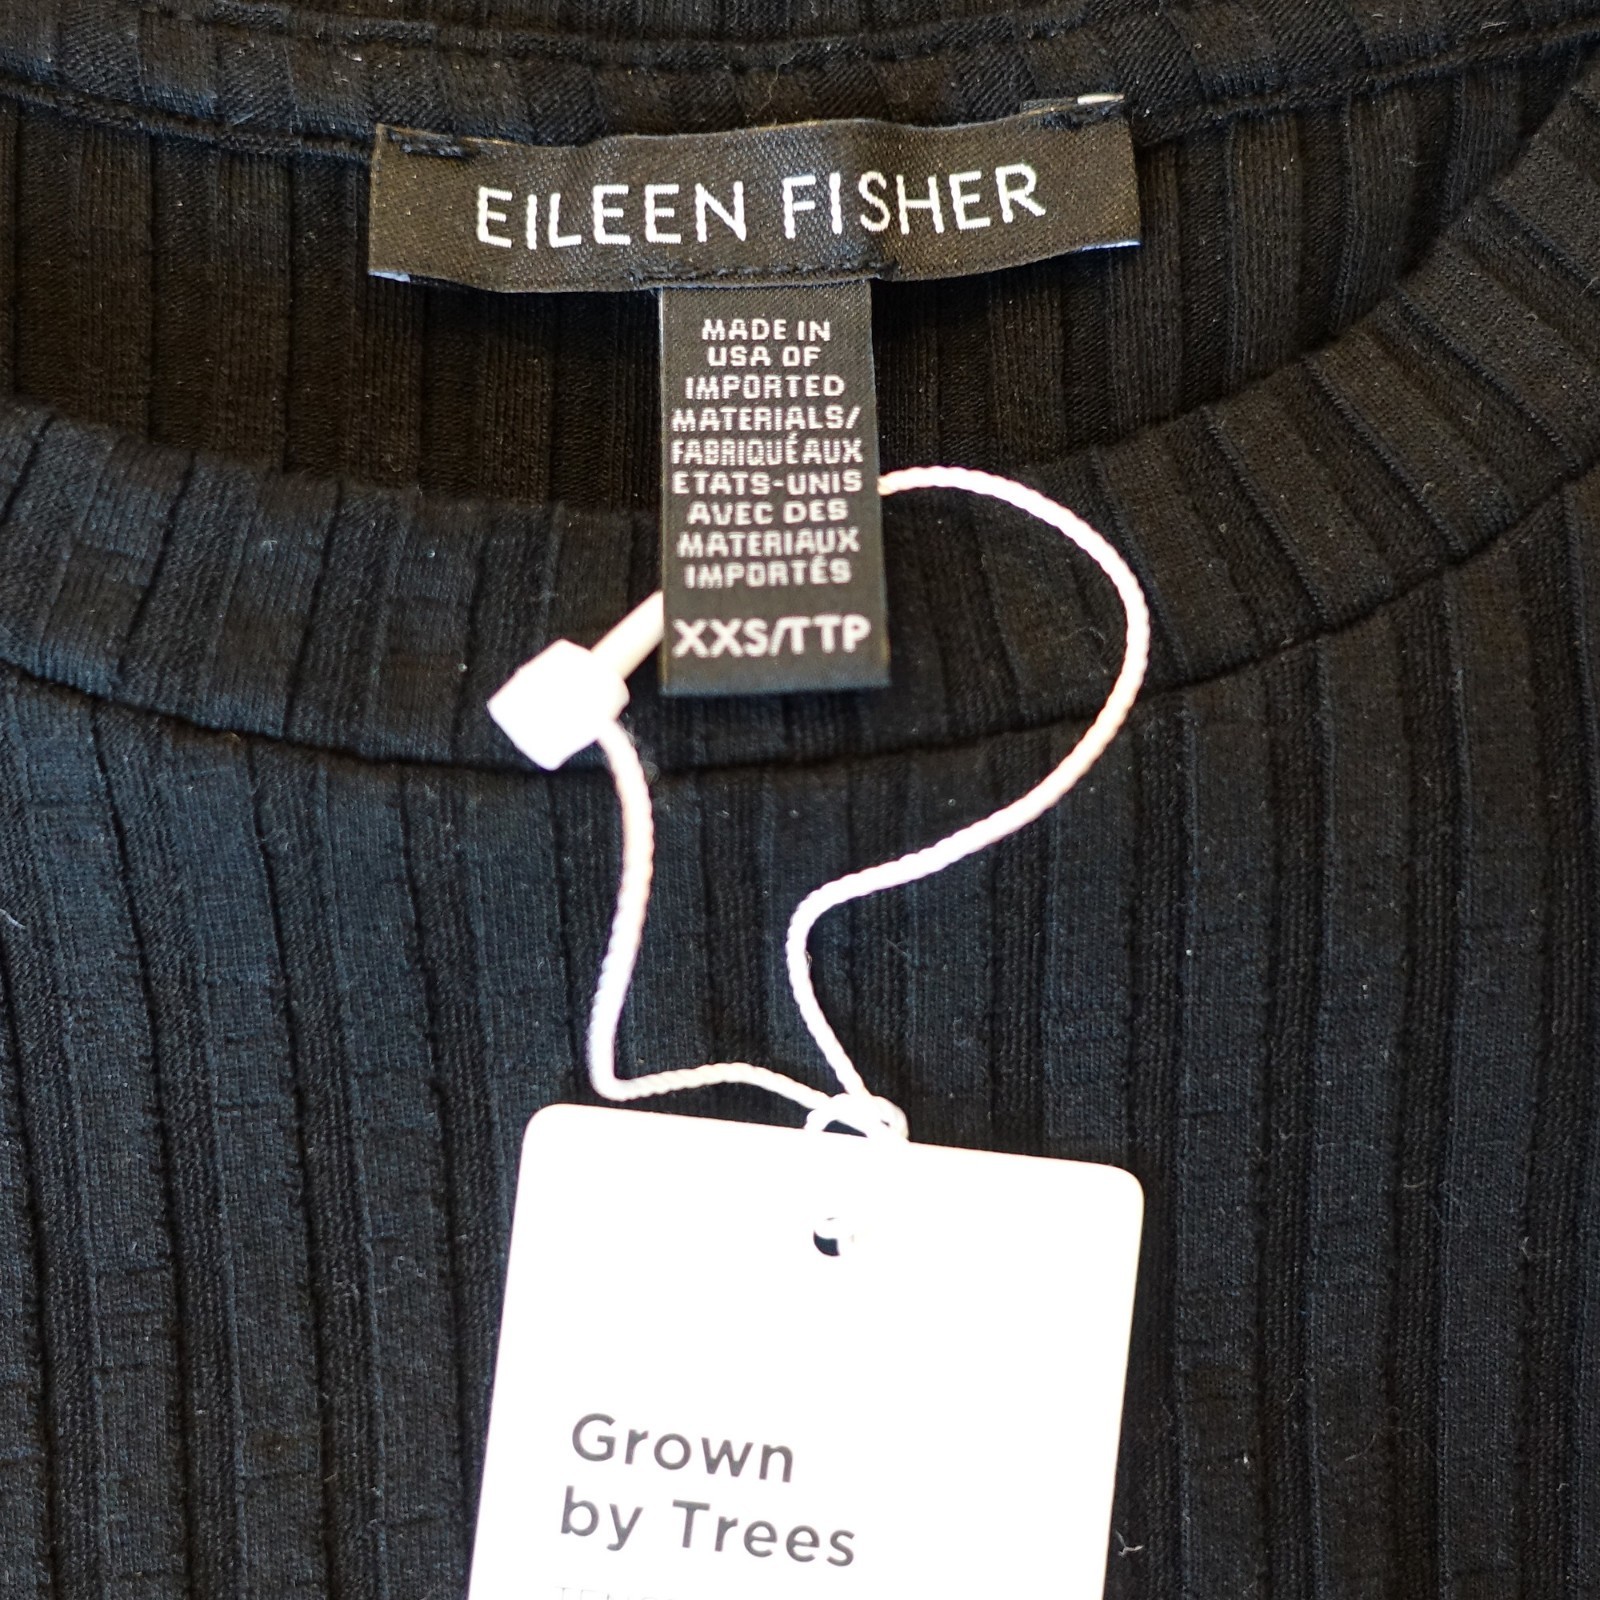 EILEEN FISHER
MADE IN
USA OF
IMPORTED
MATERIALS/
FABRIQUÉ AUX
ETATS-UNIS
AVEC DES
MATERIAUX
IMPORTÉS
XXS/TTP
Grown
by Trees